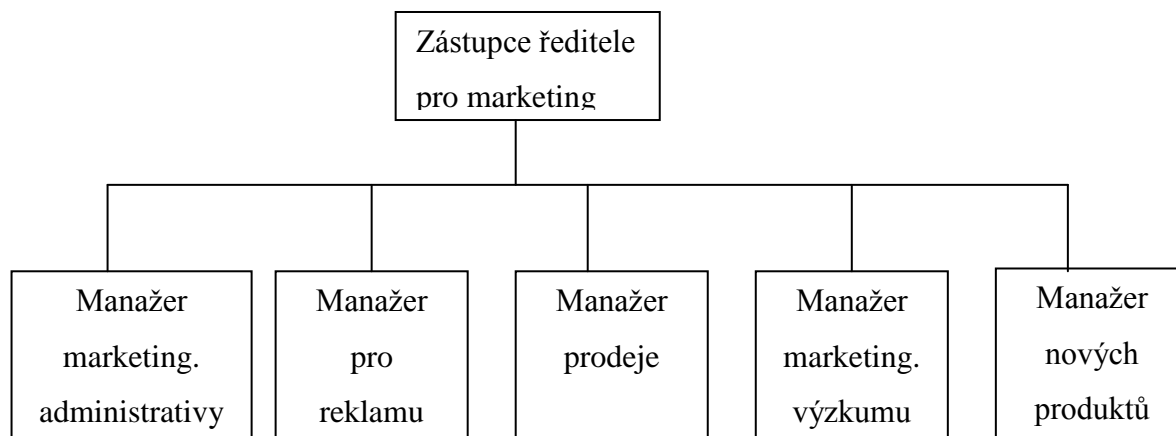 Zástupce ředitele
pro marketing
Manažer
marketing.
administrativy
Manažer
pro
reklamu
Manažer
prodeje
Manažer
marketing.
výzkumu
Manažer
nových
produktů